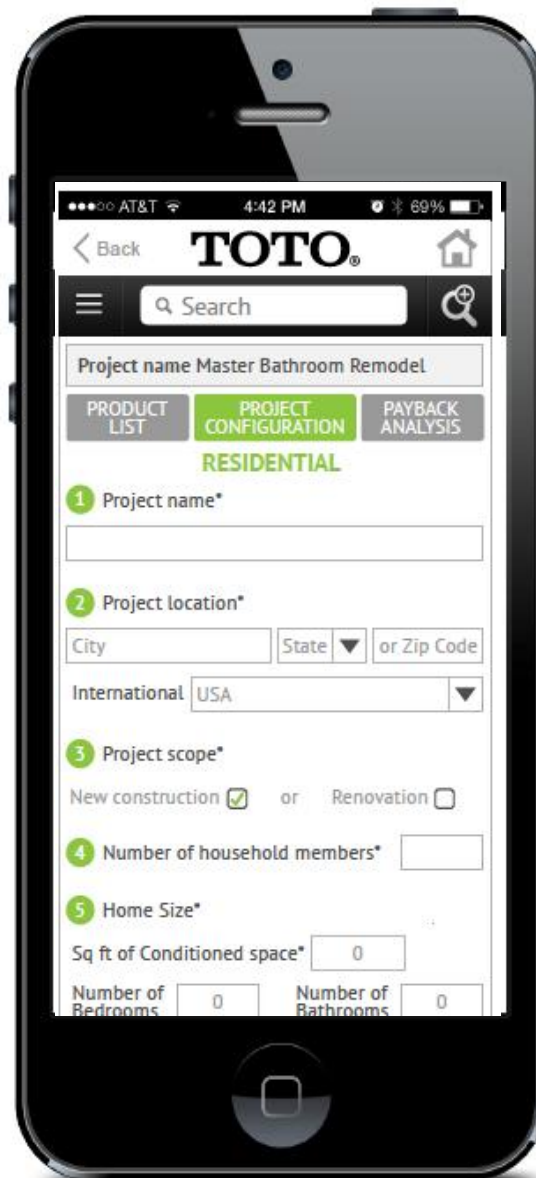 AT&T 4:42 PM 69%
Back TOTO®
Search
Project name Master Bathroom Remodel
PRODUCT LIST
PROJECT CONFIGURATION
PAYBACK ANALYSIS
RESIDENTIAL
1 Project name*
2 Project location*
City State or Zip Code
International USA
3 Project scope*
New construction or Renovation
4 Number of household members*
5 Home Size*
Sq ft of Conditioned space* 0
Number of Bedrooms 0 Number of Bathrooms 0